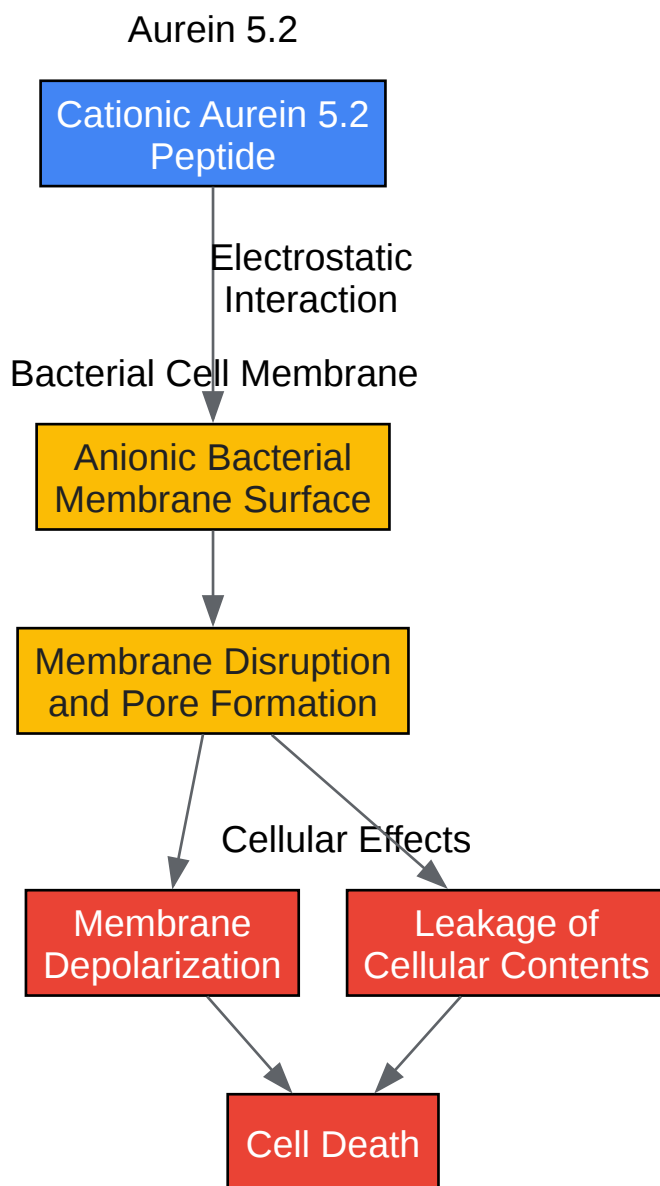 Aurein 5.2
Cationic Aurein 5.2
Peptide
Electrostatic
Interaction
Bacterial Cell Membrane
Anionic Bacterial
Membrane Surface
Membrane Disruption
and Pore Formation
Cellular Effects
Membrane
Depolarization
Leakage of
Cellular Contents
Cell Death